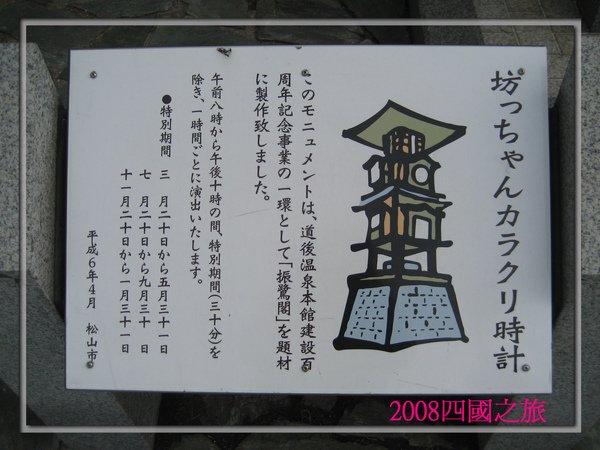 坊っちゃんカラクリ時計
このモニュメントは、道後温泉本館建設百
周年記念事業の一環として「振鷺閣」を題材
に製作致しました。
午前八時から午後十時の間、特別期間(三十分)を
除き、一時間ごとに演出いたします。
●特別期間 三 月二十日から五月三十一日
七 月二十日から九月三十 日
十一月二十日から一月三十一日
平成6年4月 松山市
2008四國之旅